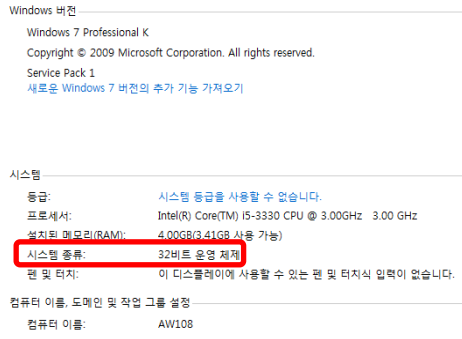 Windows 버전
Windows 7 Professional K
Copyright © 2009 Microsoft Corporation. All rights reserved.
Service Pack 1
새로운 Windows 7 버전의 추가 기능 가져오기
시스템
등급: 시스템 등급을 사용할 수 없습니다.
프로세서: Intel(R) Core(TM) i5-3330 CPU @ 3.00GHz 3.00 GHz
설치된 메모리(RAM): 4.00GB(3.41GB 사용 가능)
시스템 종류: 32비트 운영 체제
펜 및 터치: 이 디스플레이에 사용할 수 있는 펜 및 터치식 입력이 없습니다.
컴퓨터 이름, 도메인 및 작업 그룹 설정
컴퓨터 이름: AW108